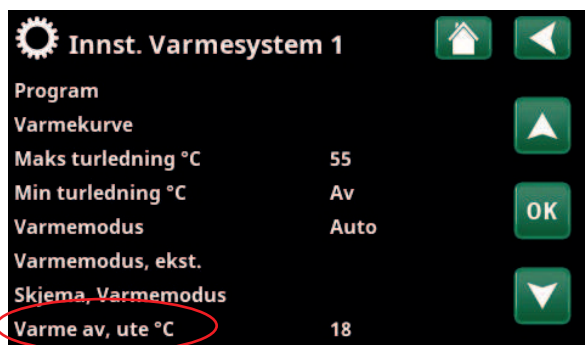 Innst. Varmesystem 1
Program
Varmekurve
Maks turledning °C 55
Min turledning °C Av
Varmemodus Auto
OK
Varmemodus, ekst.
Skjema, Varmemodus
Varme av, ute °C 18